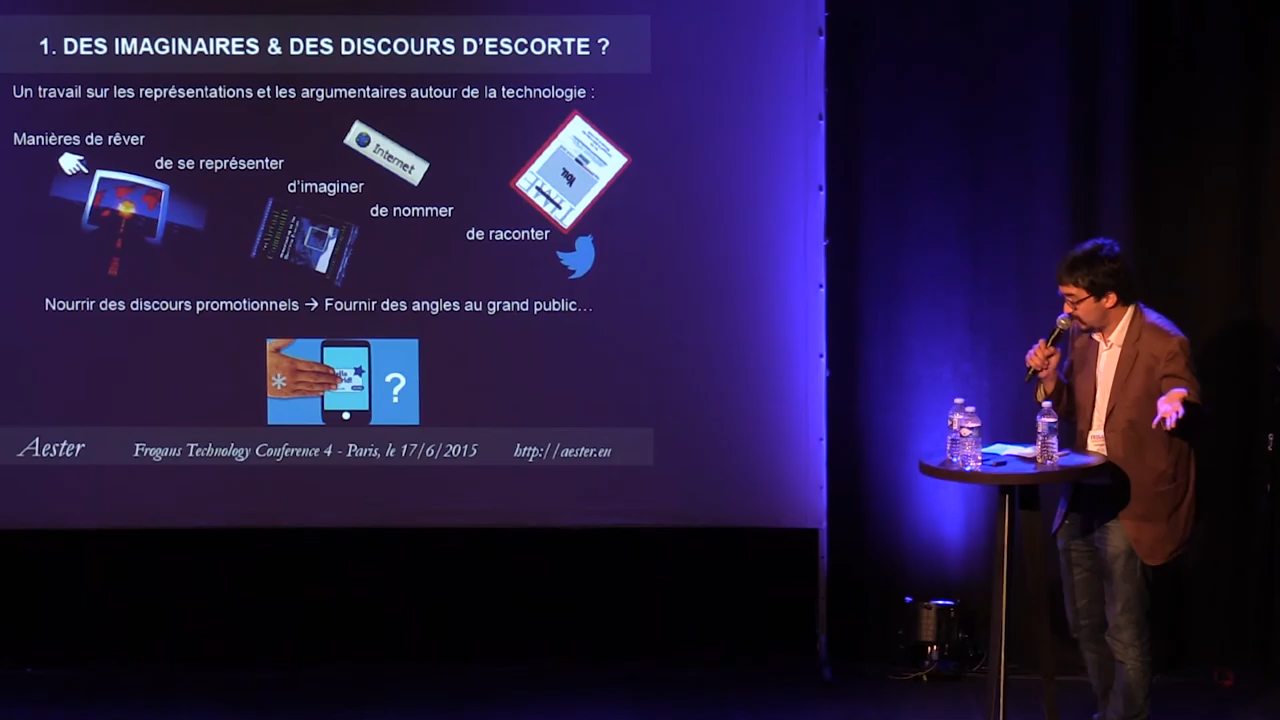 1. DES IMAGINAIRES & DES DISCOURS D'ESCORTE ?
Un travail sur les représentations et les argumentaires autour de la technologie :
Manières de rêver
de se représenter
d'imaginer
de nommer
de raconter
Internet
You.
Nourrir des discours promotionnels → Fournir des angles au grand public…
* ?
Aester Frogans Technology Conference 4 - Paris, le 17/6/2015 http://aester.eu